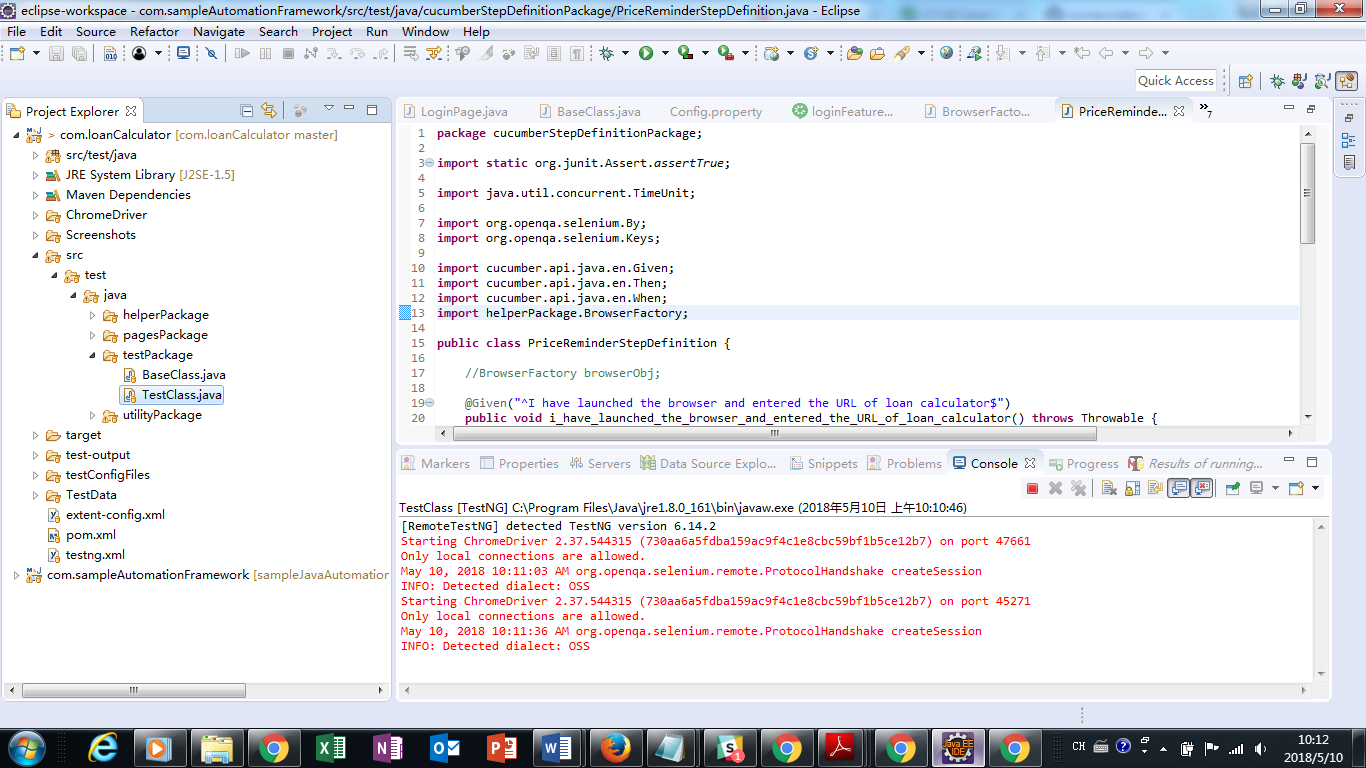 eclipse-workspace - com.sampleAutomationFramework/src/test/java/cucumberStepDefinitionPackage/PriceReminderStepDefinition.java - Eclipse
File Edit Source Refactor Navigate Search Project Run Window Help
Quick Access
Project Explorer
> com.loanCalculator [com.loanCalculator master]
src/test/java
JRE System Library [J2SE-1.5]
Maven Dependencies
ChromeDriver
Screenshots
src
test
java
helperPackage
pagesPackage
testPackage
BaseClass.java
TestClass.java
utilityPackage
target
test-output
testConfigFiles
TestData
extent-config.xml
pom.xml
testng.xml
com.sampleAutomationFramework [sampleJavaAutomation
LoginPage.java BaseClass.java Config.property loginFeature... BrowserFacto... PriceReminde... 7
1 package cucumberStepDefinitionPackage;
2
3 import static org.junit.Assert.assertTrue;
4
5 import java.util.concurrent.TimeUnit;
6
7 import org.openqa.selenium.By;
8 import org.openqa.selenium.Keys;
9
10 import cucumber.api.java.en.Given;
11 import cucumber.api.java.en.Then;
12 import cucumber.api.java.en.When;
13 import helperPackage.BrowserFactory;
14
15 public class PriceReminderStepDefinition {
16
17 //BrowserFactory browserObj;
18
19 @Given("^I have launched the browser and entered the URL of loan calculator$")
20 public void i_have_launched_the_browser_and_entered_the_URL_of_loan_calculator() throws Throwable {
Markers Properties Servers Data Source Explo... Snippets Problems Console Progress Results of running...
TestClass [TestNG] C:\Program Files\Java\jre1.8.0_161\bin\javaw.exe (2018年5月10日 上午10:10:46)
[RemoteTestNG] detected TestNG version 6.14.2
Starting ChromeDriver 2.37.544315 (730aa6a5fdba159ac9f4c1e8cbc59bf1b5ce12b7) on port 47661
Only local connections are allowed.
May 10, 2018 10:11:03 AM org.openqa.selenium.remote.ProtocolHandshake createSession
INFO: Detected dialect: OSS
Starting ChromeDriver 2.37.544315 (730aa6a5fdba159ac9f4c1e8cbc59bf1b5ce12b7) on port 45271
Only local connections are allowed.
May 10, 2018 10:11:36 AM org.openqa.selenium.remote.ProtocolHandshake createSession
INFO: Detected dialect: OSS
Java EE
IDE
CH
10:12
2018/5/10